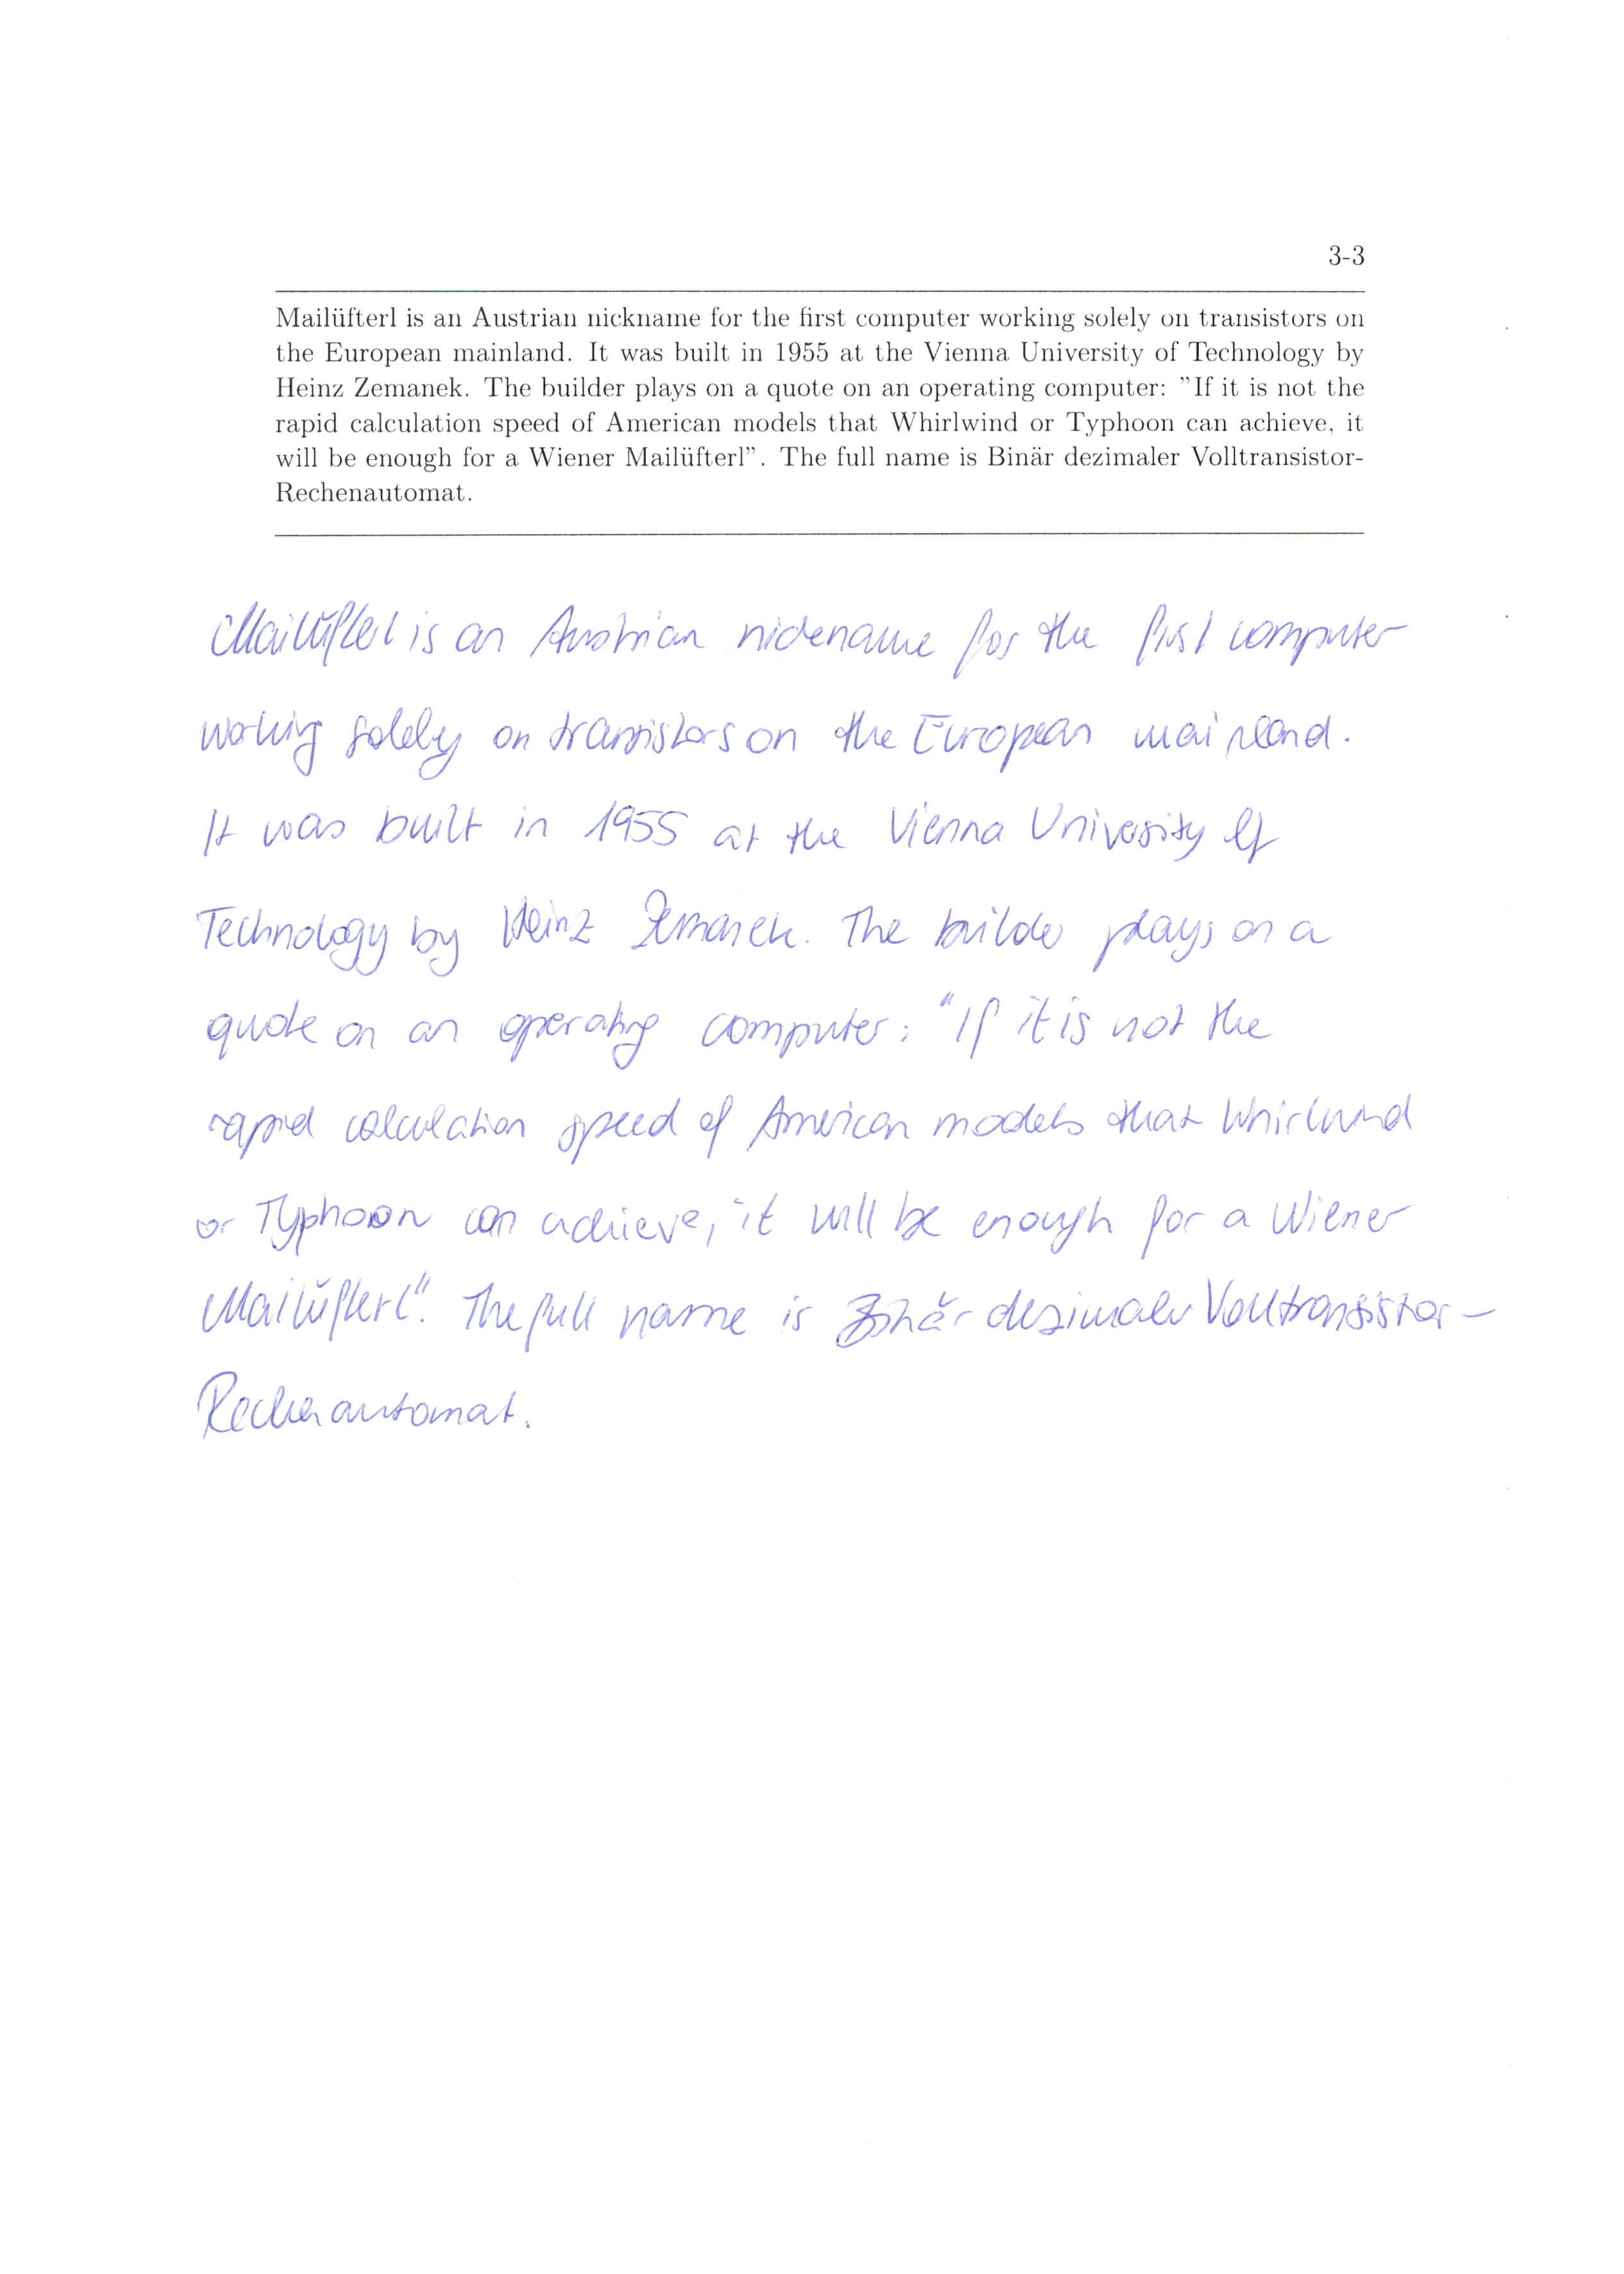 3-3
Mailüfterl is an Austrian nickname for the first computer working solely on transistors on
the European mainland. It was built in 1955 at the Vienna University of Technology by
Heinz Zemanek. The builder plays on a quote on an operating computer: "If it is not the
rapid calculation speed of American models that Whirlwind or Typhoon can achieve, it
will be enough for a Wiener Mailüfterl". The full name is Binär dezimaler Volltransistor-
Rechenautomat.
Mailüfterl is an Austrian nickname for the first computer
working solely on transistors on the European mainland.
It was built in 1955 at the Vienna University of
Technology by Heinz Zemanek. The builder plays on a
quote on an operating computer: "If it is not the
rapid calculation speed of American models that Whirlwind
or Typhoon can achieve, it will be enough for a Wiener
Mailüfterl". The full name is Binär dezimaler Volltransistor-
Rechenautomat.